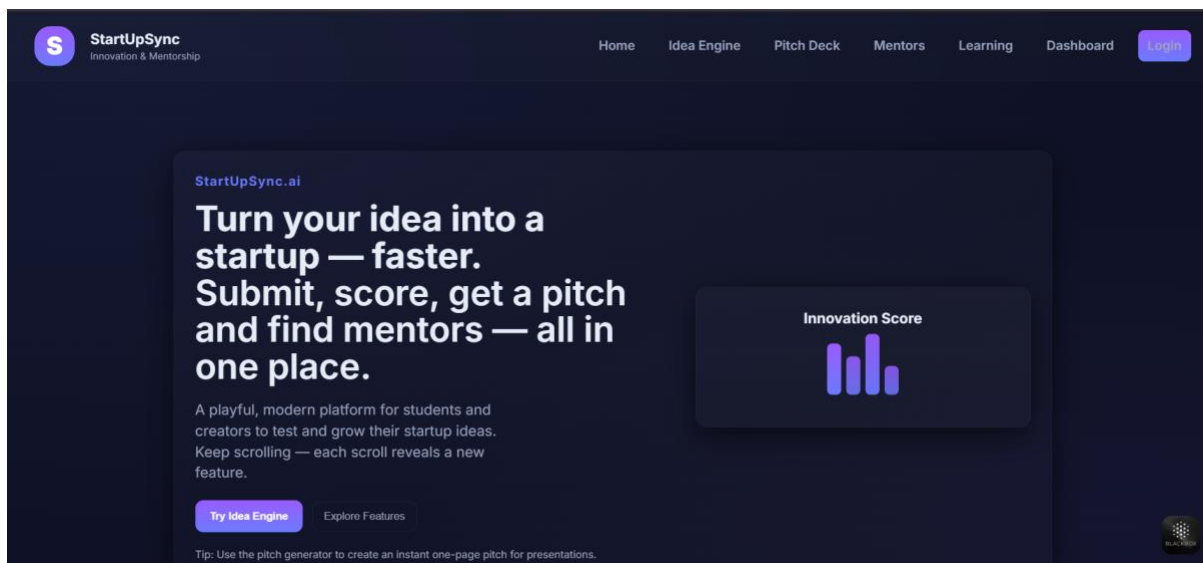 S
StartUpSync
Innovation & Mentorship
Home
Idea Engine
Pitch Deck
Mentors
Learning
Dashboard
Login
StartUpSync.ai
Turn your idea into a
startup — faster.
Submit, score, get a pitch
and find mentors — all in
one place.
A playful, modern platform for students and
creators to test and grow their startup ideas.
Keep scrolling — each scroll reveals a new
feature.
Try Idea Engine
Explore Features
Tip: Use the pitch generator to create an instant one-page pitch for presentations.
Innovation Score
BLACKBOX